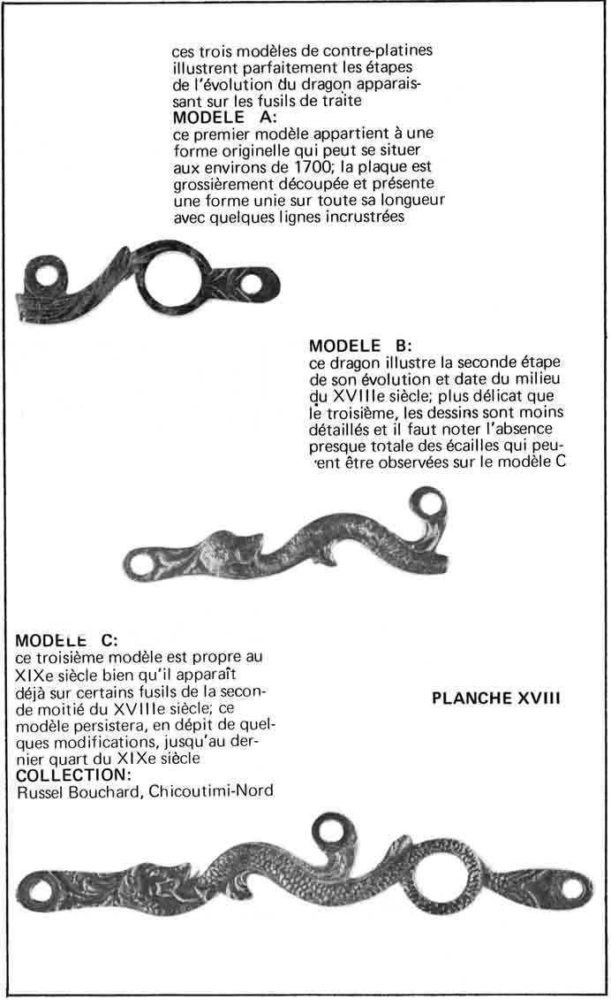 ces trois modèles de contre-platines
illustrent parfaitement les étapes
de l'évolution du dragon apparais-
sant sur les fusils de traite
MODELE A:
ce premier modèle appartient à une
forme originelle qui peut se situer
aux environs de 1700; la plaque est
grossièrement découpée et présente
une forme unie sur toute sa longueur
avec quelques lignes incrustrées
MODELE B:
ce dragon illustre la seconde étape
de son évolution et date du milieu
du XVIIIe siècle; plus délicat que
le troisième, les dessins sont moins
détaillés et il faut noter l'absence
presque totale des écailles qui peu-
vent être observées sur le modèle C
MODELE C:
ce troisième modèle est propre au
XIXe siècle bien qu'il apparaît
déjà sur certains fusils de la secon-
de moitié du XVIIIe siècle; ce
modèle persistera, en dépit de quel-
ques modifications, jusqu'au der-
nier quart du XIXe siècle
COLLECTION:
Russel Bouchard, Chicoutimi-Nord
PLANCHE XVIII